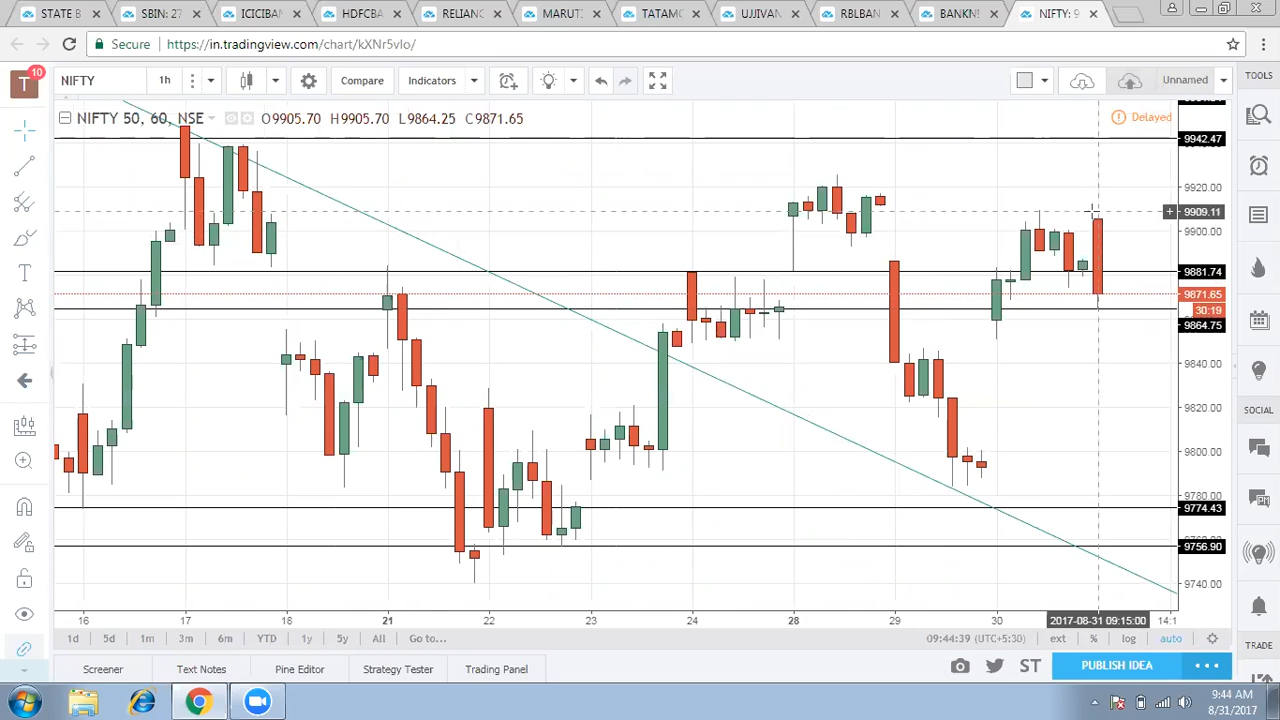 STATE B
SBIN: 27
ICICIBAN
HDFCBA
RELIANC
MARUTI
TATAMO
UJJIVAN
RBLBAN
BANKNI
NIFTY: 9
Secure
https://in.tradingview.com/chart/kXNr5vIo/
T
10
NIFTY
1h
Compare
Indicators
Unnamed
TOOLS
NIFTY 50, 60, NSE
O9905.70 H9905.70 L9864.25 C9871.65
Delayed
9942.47
9920.00
9909.11
9900.00
9881.74
9871.65
30:19
9864.75
9840.00
9820.00
9800.00
9780.00
9774.43
9756.90
9740.00
SOCIAL
TRADE
16
17
18
21
22
23
24
28
29
30
2017-08-31 09:15:00
14:1
1d
5d
1m
3m
6m
YTD
1y
5y
All
Go to...
09:44:39 (UTC+5:30)
ext
%
log
auto
Screener
Text Notes
Pine Editor
Strategy Tester
Trading Panel
ST
PUBLISH IDEA
9:44 AM
8/31/2017